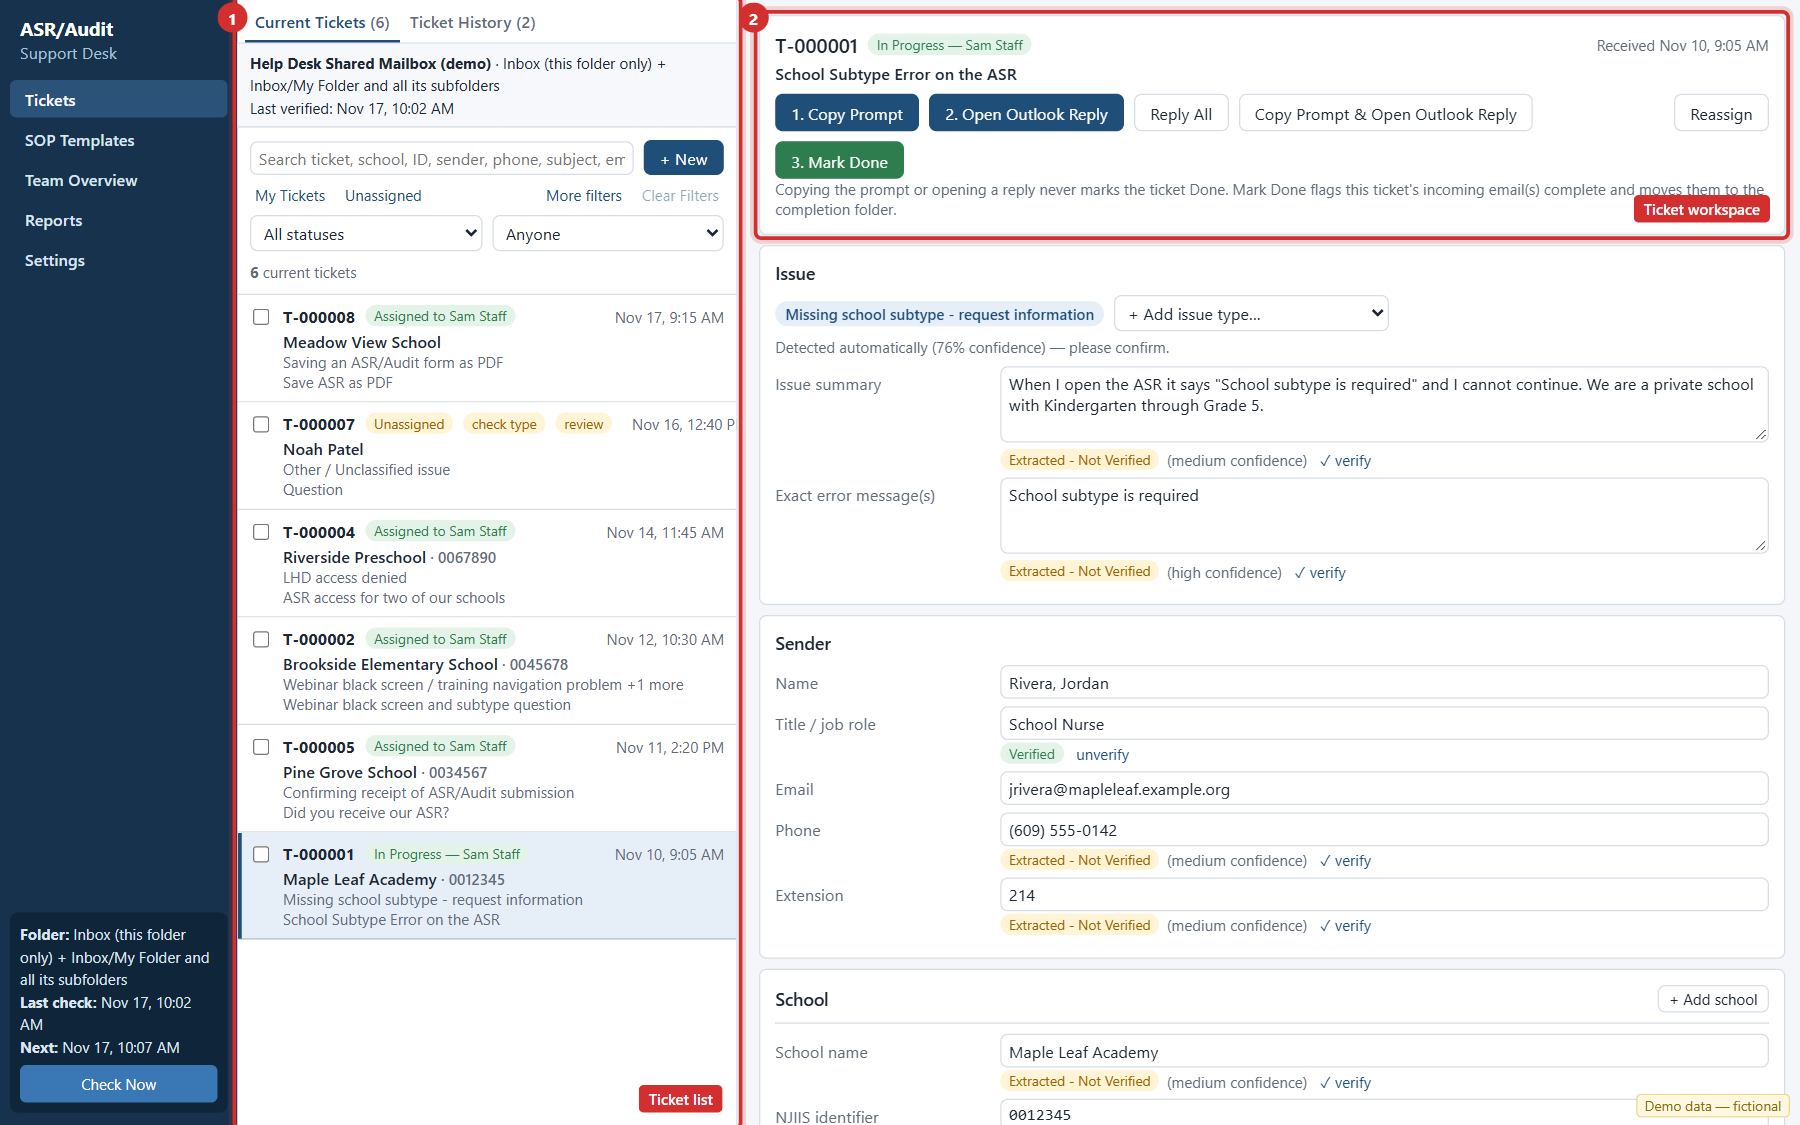 ASR/Audit
Support Desk
Tickets
SOP Templates
Team Overview
Reports
Settings
Folder: Inbox (this folder
only) + Inbox/My Folder and
all its subfolders
Last check: Nov 17, 10:02
AM
Next: Nov 17, 10:07 AM
Check Now
1
Current Tickets (6)
Ticket History (2)
Help Desk Shared Mailbox (demo) · Inbox (this folder only) +
Inbox/My Folder and all its subfolders
Last verified: Nov 17, 10:02 AM
Search ticket, school, ID, sender, phone, subject, em
+ New
My Tickets
Unassigned
More filters
Clear Filters
All statuses
Anyone
6 current tickets
T-000008 Assigned to Sam Staff Nov 17, 9:15 AM
Meadow View School
Saving an ASR/Audit form as PDF
Save ASR as PDF
T-000007 Unassigned check type review Nov 16, 12:40 P
Noah Patel
Other / Unclassified issue
Question
T-000004 Assigned to Sam Staff Nov 14, 11:45 AM
Riverside Preschool · 0067890
LHD access denied
ASR access for two of our schools
T-000002 Assigned to Sam Staff Nov 12, 10:30 AM
Brookside Elementary School · 0045678
Webinar black screen / training navigation problem +1 more
Webinar black screen and subtype question
T-000005 Assigned to Sam Staff Nov 11, 2:20 PM
Pine Grove School · 0034567
Confirming receipt of ASR/Audit submission
Did you receive our ASR?
T-000001 In Progress — Sam Staff Nov 10, 9:05 AM
Maple Leaf Academy · 0012345
Missing school subtype - request information
School Subtype Error on the ASR
Ticket list
2
T-000001 In Progress — Sam Staff Received Nov 10, 9:05 AM
School Subtype Error on the ASR
1. Copy Prompt
2. Open Outlook Reply
Reply All
Copy Prompt & Open Outlook Reply
Reassign
3. Mark Done
Copying the prompt or opening a reply never marks the ticket Done. Mark Done flags this ticket's incoming email(s) complete and moves them to the
completion folder.
Ticket workspace
Issue
Missing school subtype - request information
+ Add issue type...
Detected automatically (76% confidence) — please confirm.
Issue summary
When I open the ASR it says "School subtype is required" and I cannot continue. We are a private school
with Kindergarten through Grade 5.
Extracted - Not Verified (medium confidence) ✓ verify
Exact error message(s)
School subtype is required
Extracted - Not Verified (high confidence) ✓ verify
Sender
Name
Rivera, Jordan
Title / job role
School Nurse
Verified unverify
Email
jrivera@mapleleaf.example.org
Phone
(609) 555-0142
Extracted - Not Verified (medium confidence) ✓ verify
Extension
214
Extracted - Not Verified (medium confidence) ✓ verify
School
+ Add school
School name
Maple Leaf Academy
Extracted - Not Verified (medium confidence) ✓ verify
NJIIS identifier
0012345
Demo data — fictional